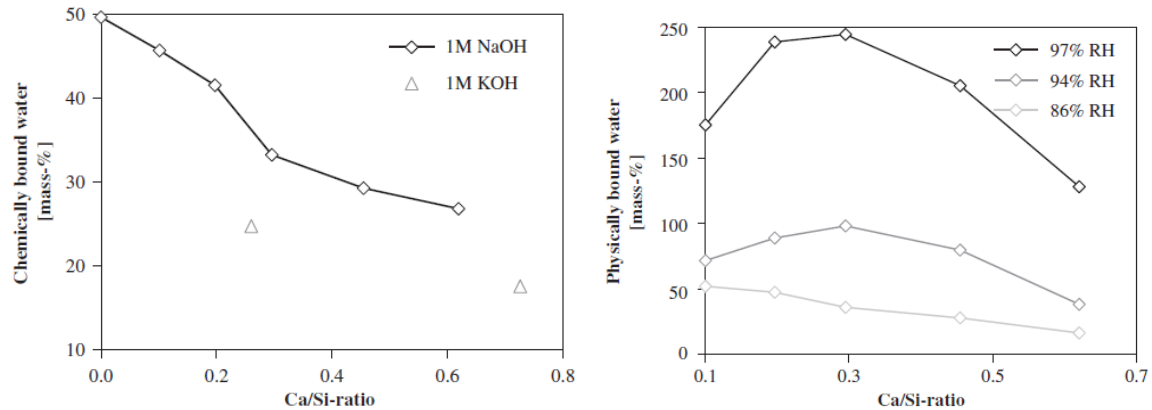 50
40
30
20
10
0.0 0.2 0.4 0.6 0.8
Chemically bound water
[mass-%]
Ca/Si-ratio
1M NaOH
1M KOH
250
200
150
100
50
0
0.1 0.3 0.5 0.7
Physically bound water
[mass-%]
Ca/Si-ratio
97% RH
94% RH
86% RH